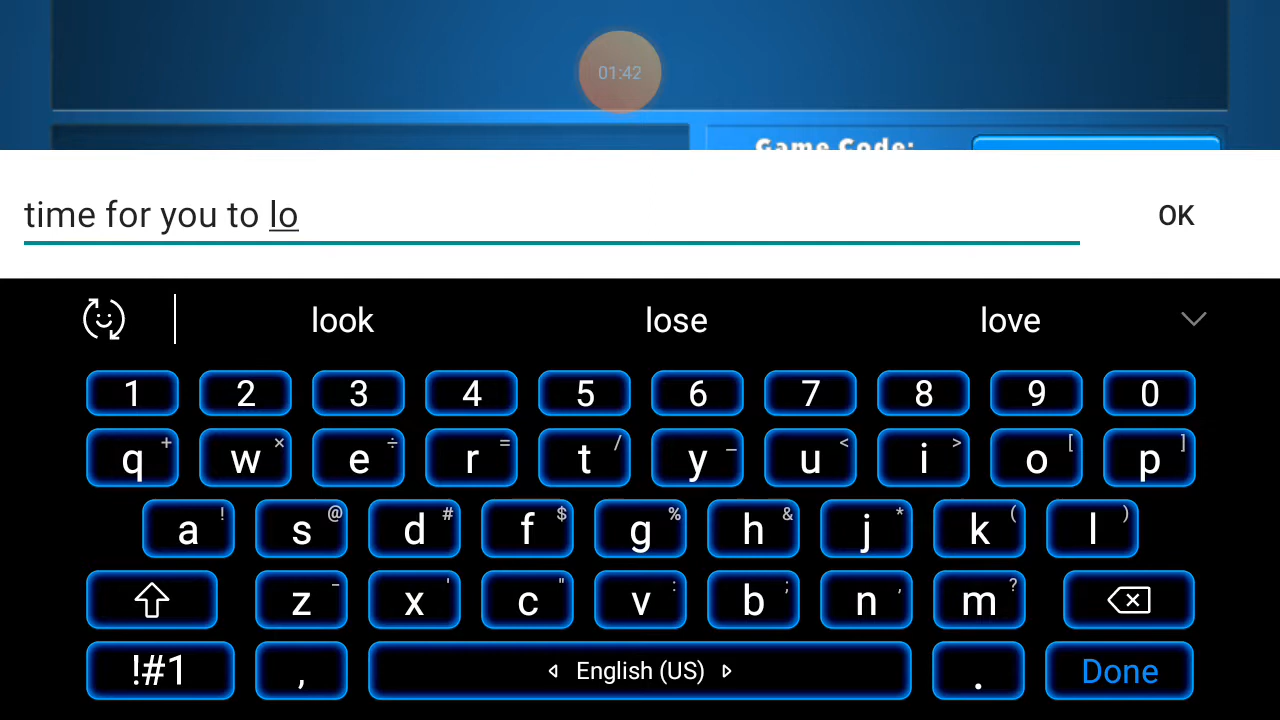 01:42
Game Code:
time for you to lo OK
look lose love
1 2 3 4 5 6 7 8 9 0
q + w × e ÷ r = t / y _ u < i > o [ p ]
a ! s @ d # f $ g % h & j * k ( l )
z - x ' c " v : b ; n , m ?
!#1 , English (US) . Done